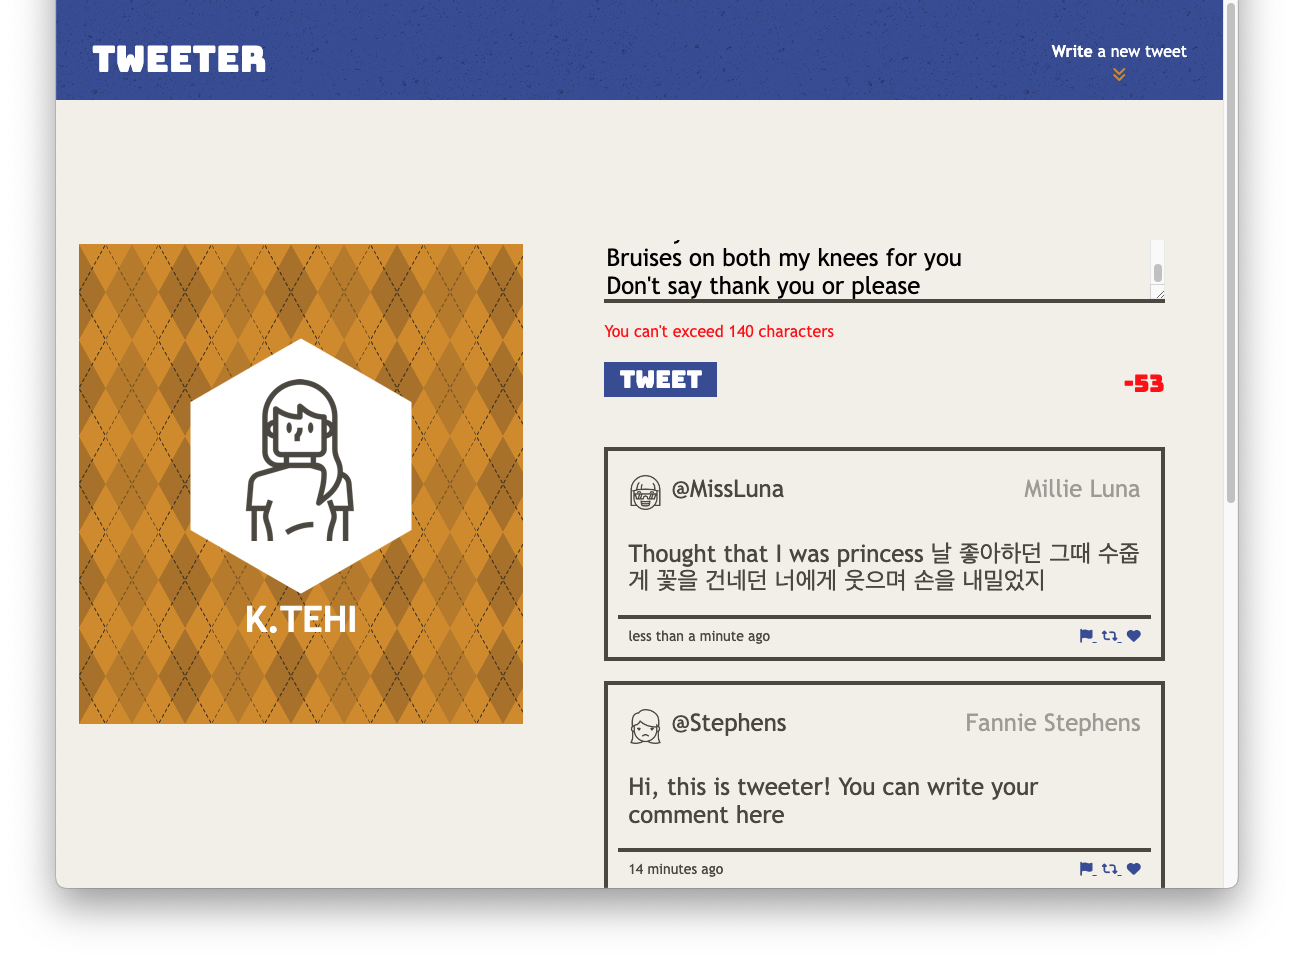 TWEETER
Write a new tweet
K.TEHI
Bruises on both my knees for you
Don't say thank you or please
You can't exceed 140 characters
TWEET
-53
@MissLuna
Millie Luna
Thought that I was princess 날 좋아하던 그때 수줍
게 꽃을 건네던 너에게 웃으며 손을 내밀었지
less than a minute ago
@Stephens
Fannie Stephens
Hi, this is tweeter! You can write your
comment here
14 minutes ago